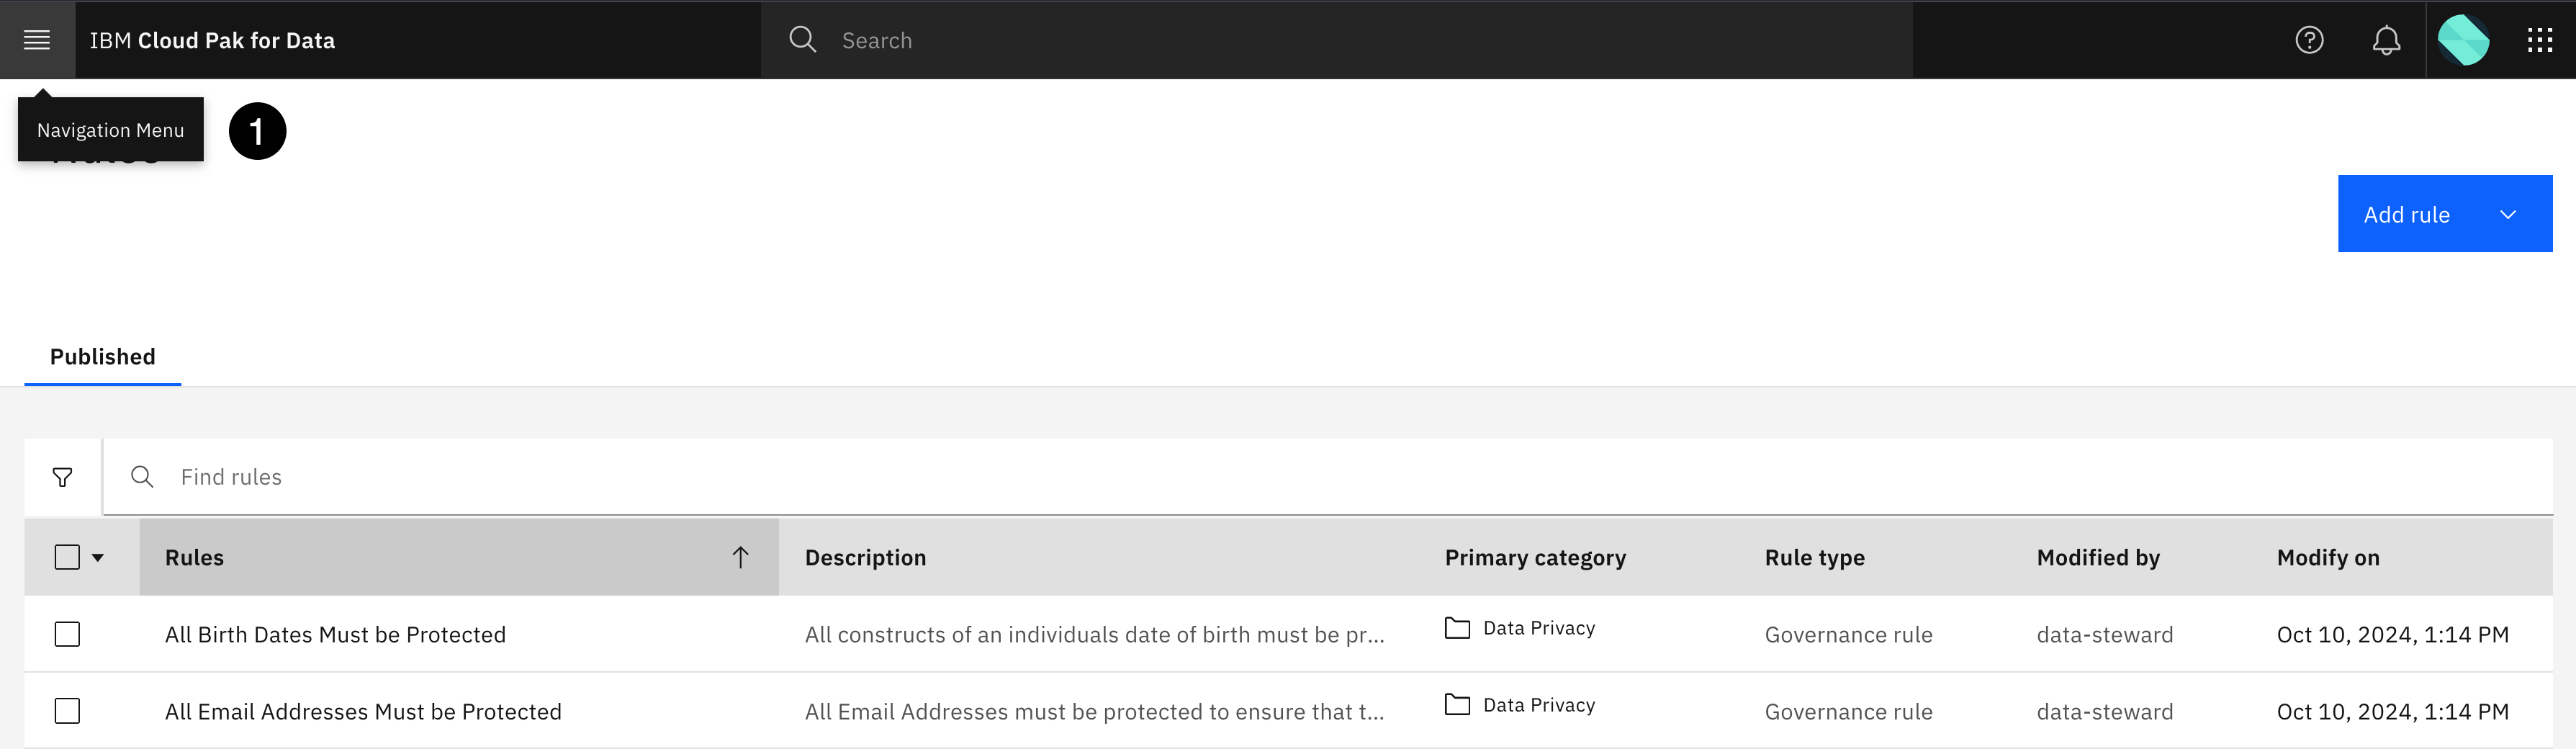 IBM Cloud Pak for Data
Search
Navigation Menu
1
Add rule
Published
Find rules
Rules Description Primary category Rule type Modified by Modify on
All Birth Dates Must be Protected All constructs of an individuals date of birth must be pr... Data Privacy Governance rule data-steward Oct 10, 2024, 1:14 PM
All Email Addresses Must be Protected All Email Addresses must be protected to ensure that t... Data Privacy Governance rule data-steward Oct 10, 2024, 1:14 PM